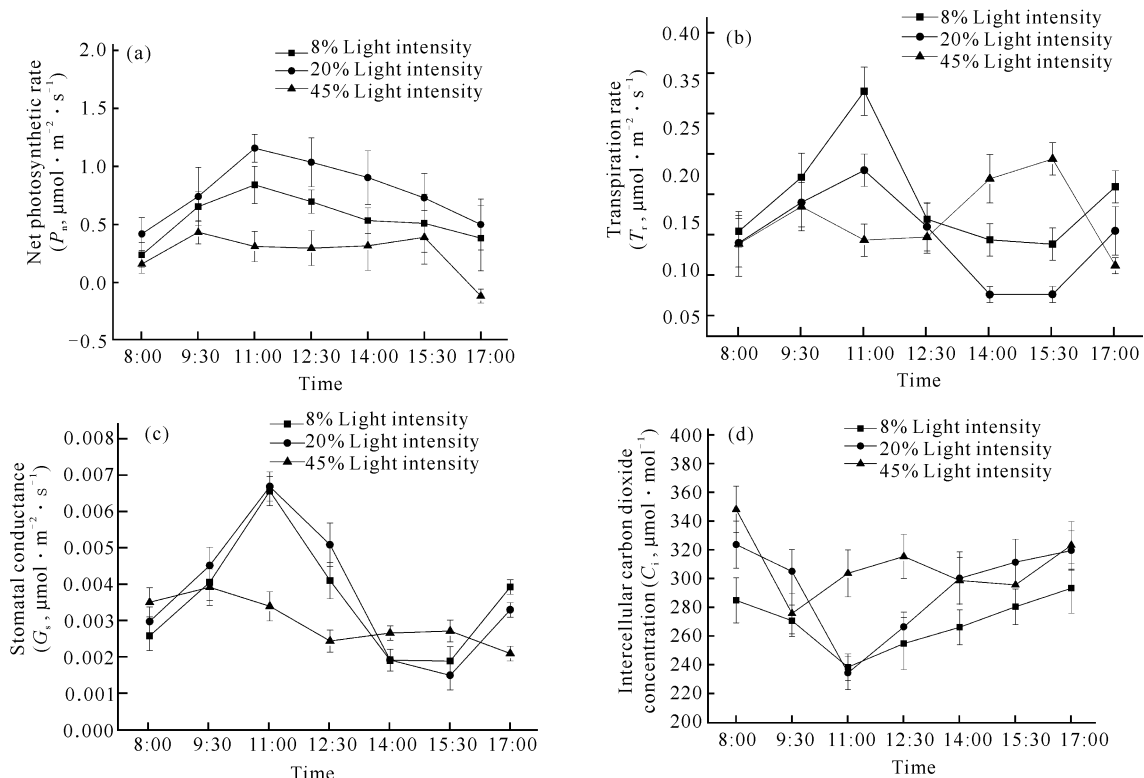 (a)
8% Light intensity
20% Light intensity
45% Light intensity
2.0
1.5
1.0
0.5
0.0
−0.5
Net photosynthetic rate
(Pn, μmol · m−2 · s−1)
8:00 9:30 11:00 12:30 14:00 15:30 17:00
Time
(b)
8% Light intensity
20% Light intensity
45% Light intensity
0.40
0.35
0.25
0.20
0.15
0.10
0.05
Transpiration rate
(Tr, μmol · m−2 · s−1)
8:00 9:30 11:00 12:30 14:00 15:30 17:00
Time
(c)
8% Light intensity
20% Light intensity
45% Light intensity
0.008
0.007
0.006
0.005
0.004
0.003
0.002
0.001
0.000
Stomatal conductance
(Gs, μmol · m−2 · s−1)
8:00 9:30 11:00 12:30 14:00 15:30 17:00
Time
(d)
8% Light intensity
20% Light intensity
45% Light intensity
400
380
360
340
320
300
280
260
240
220
200
Intercellular carbon dioxide
concentration (Ci, μmol · mol−1)
8:00 9:30 11:00 12:30 14:00 15:30 17:00
Time